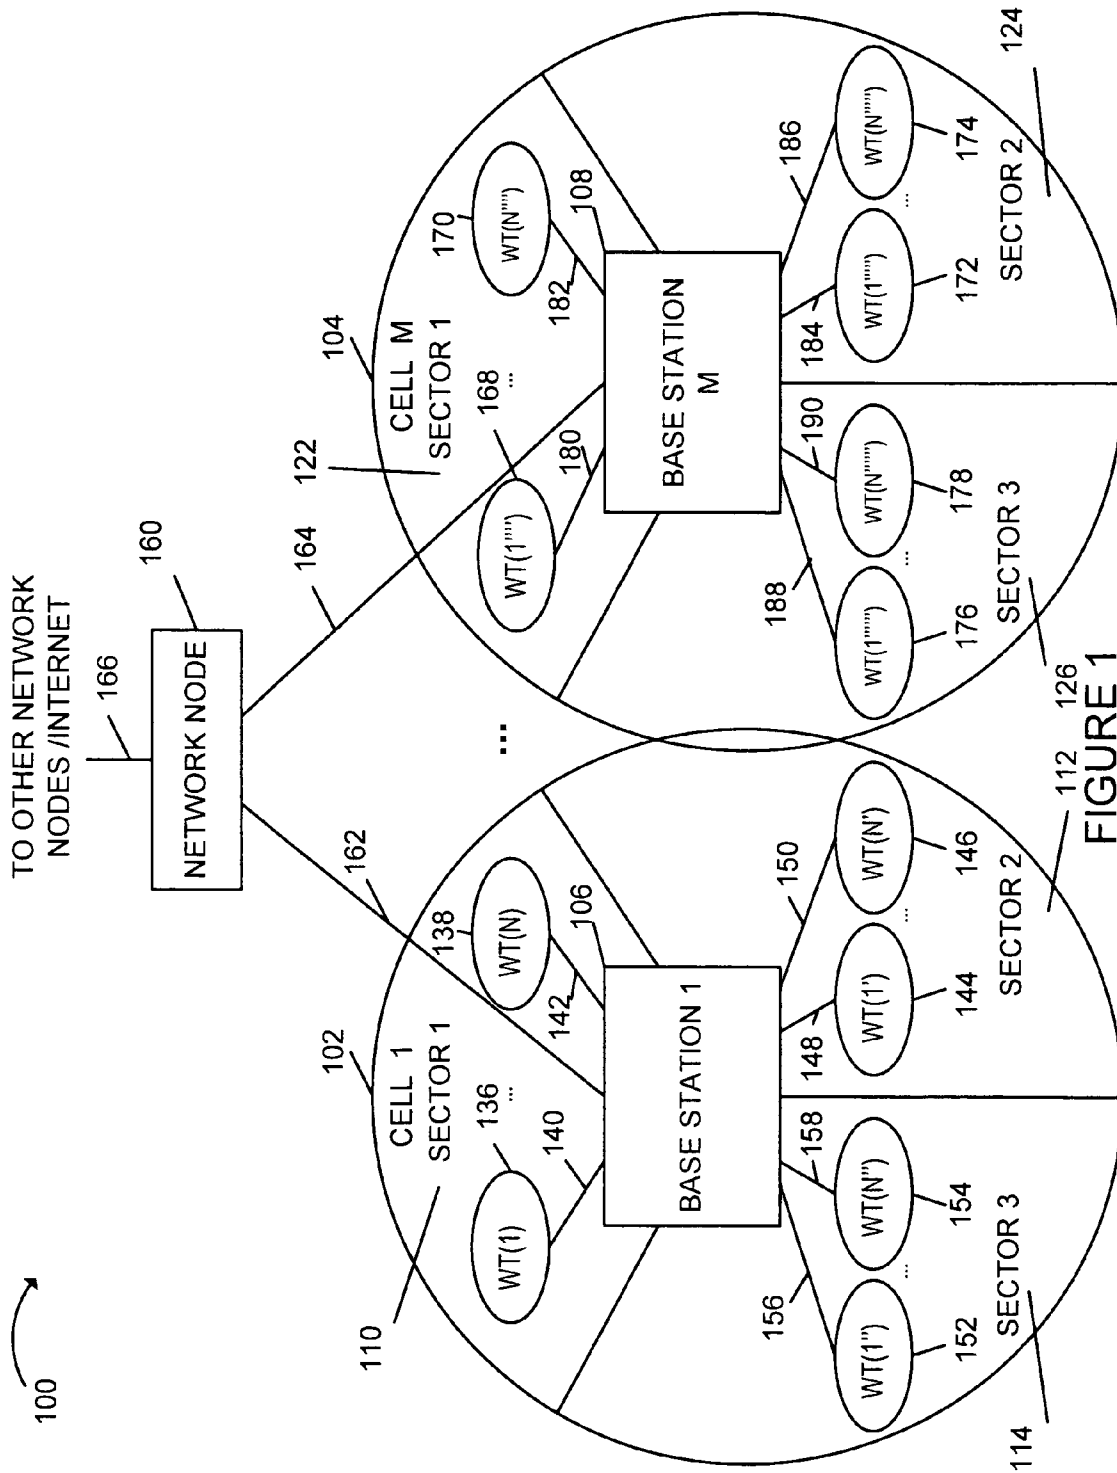 100
TO OTHER NETWORK
NODES /INTERNET
166
160
NETWORK NODE
162
164
...
102
CELL 1
SECTOR 1
110
136
...
138
WT(1)
WT(N)
140
142
106
BASE STATION 1
156
158
148
150
WT(1'')
...
WT(N'')
152
154
WT(1')
...
WT(N')
144
146
SECTOR 3
SECTOR 2
114
112
104
CELL M
SECTOR 1
122
168
...
170
WT(1''''')
WT(N'''')
180
182
108
BASE STATION
M
188
190
184
186
WT(1'''''')
...
WT(N'''''')
176
178
WT(1'''')
...
WT(N''''')
172
174
SECTOR 3
SECTOR 2
126
124
FIGURE 1